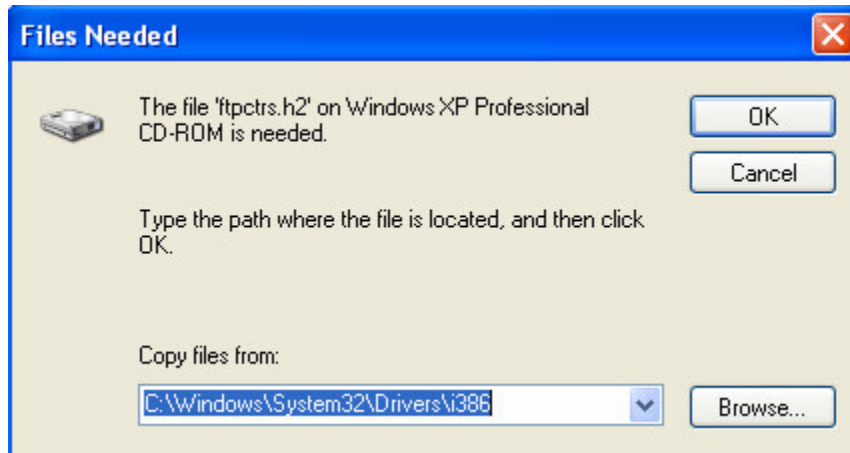 Files Needed
The file 'ftpctrs.h2' on Windows XP Professional
CD-ROM is needed.
OK
Cancel
Type the path where the file is located, and then click
OK.
Copy files from:
C:\Windows\System32\Drivers\i386
Browse...